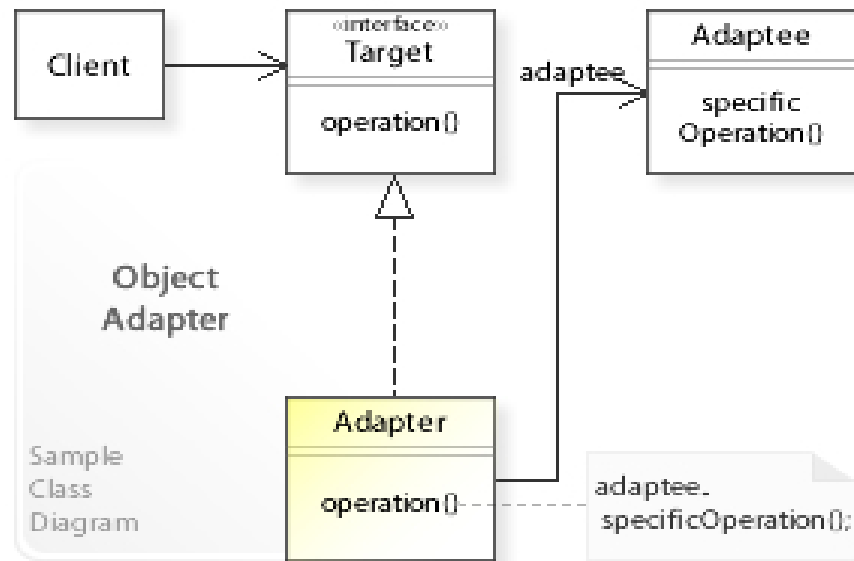 Client
«interface»
Target
operation()
adaptee
Adaptee
specific
Operation()
Object
Adapter
Adapter
operation()
Sample
Class
Diagram
adaptee.
specificOperation();